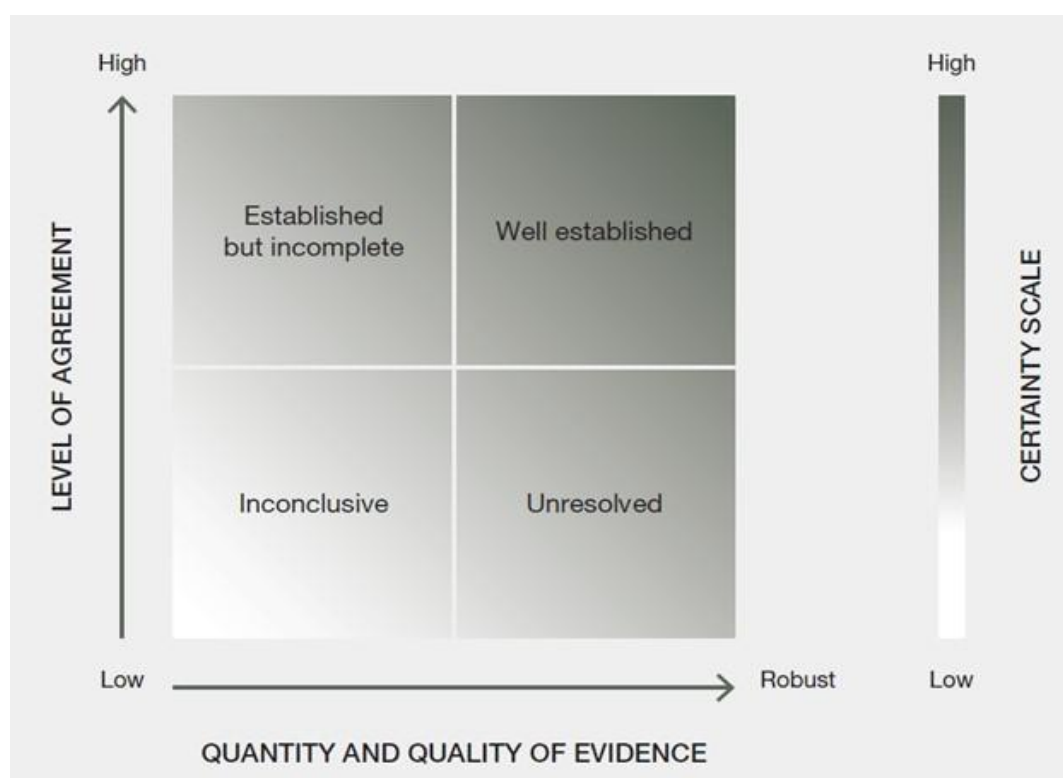 High
High
LEVEL OF AGREEMENT
Established
but incomplete
Well established
CERTAINTY SCALE
Inconclusive
Unresolved
Low
Robust
Low
QUANTITY AND QUALITY OF EVIDENCE